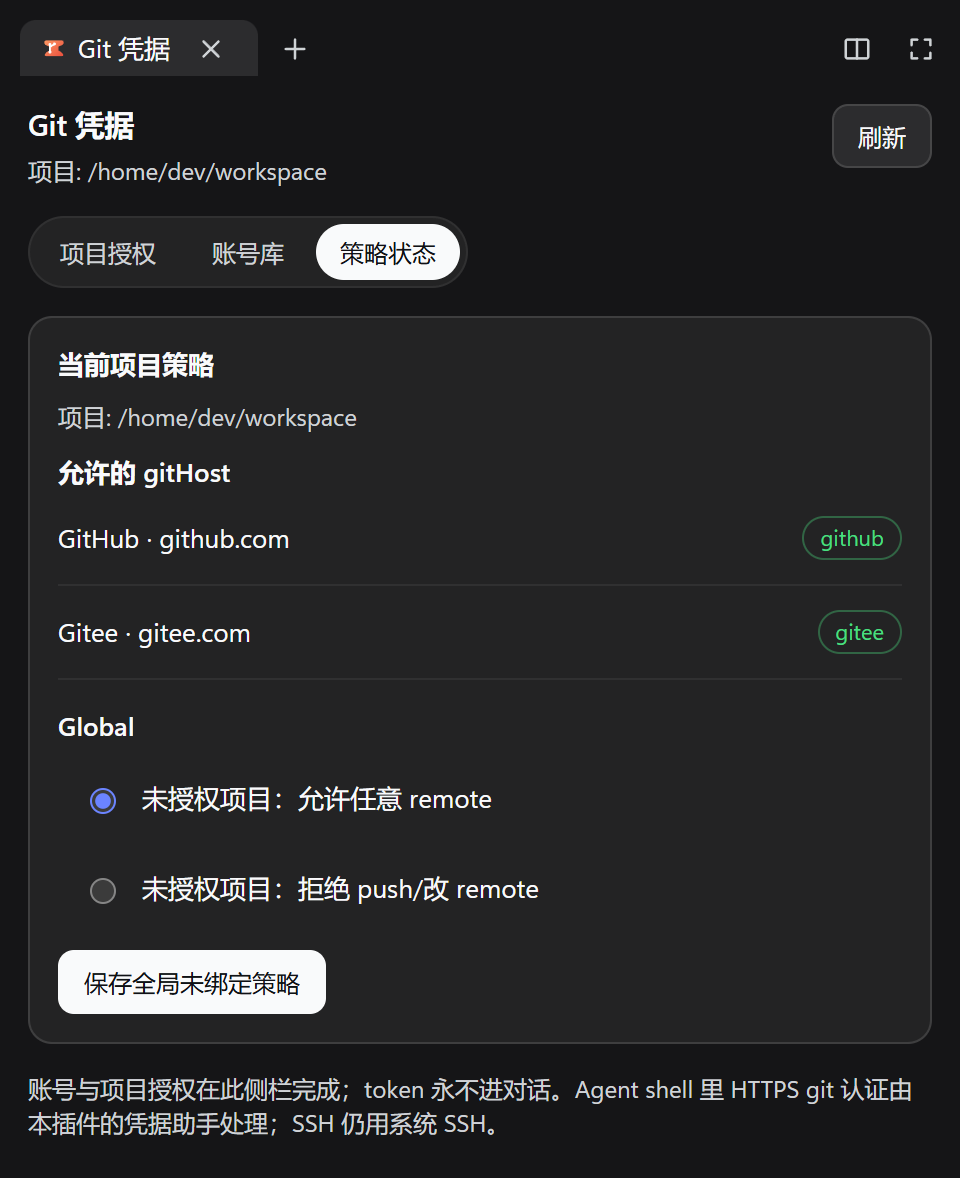 Git 凭据
Git 凭据
刷新
项目: /home/dev/workspace
项目授权
账号库
策略状态
当前项目策略
项目: /home/dev/workspace
允许的 gitHost
GitHub · github.com
github
Gitee · gitee.com
gitee
Global
未授权项目：允许任意 remote
未授权项目：拒绝 push/改 remote
保存全局未绑定策略
账号与项目授权在此侧栏完成；token 永不进对话。Agent shell 里 HTTPS git 认证由
本插件的凭据助手处理；SSH 仍用系统 SSH。